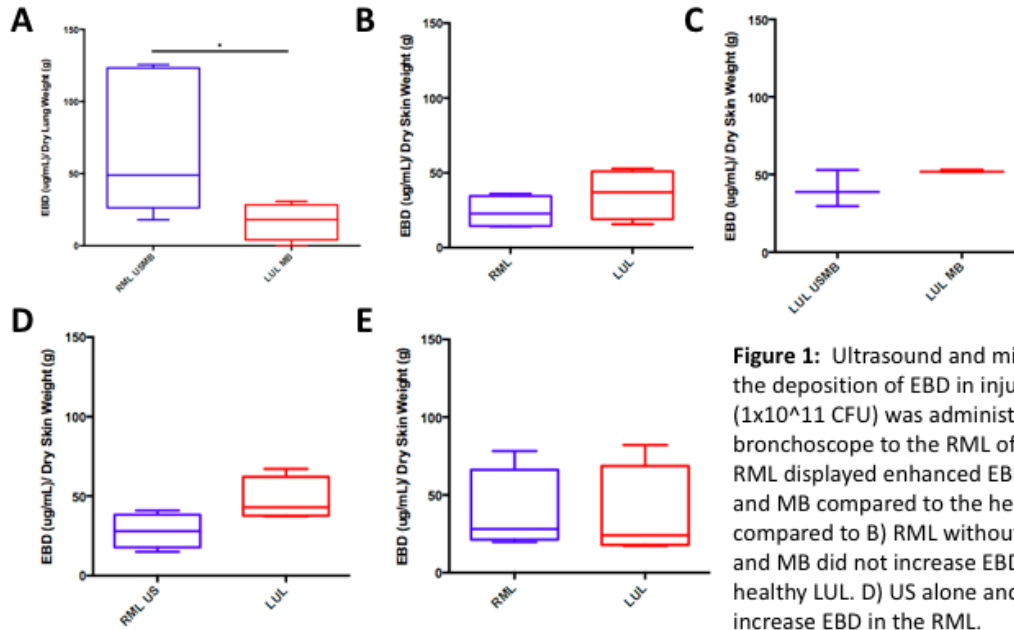 A
EBD (ug/mL)/ Dry Lung Weight (g)
150
100
50
0
*
RML USMB
LUL MB
B
EBD (ug/mL)/ Dry Skin Weight (g)
150
100
50
0
RML
LUL
C
EBD (ug/mL)/ Dry Skin Weight (g)
150
100
50
0
LUL USMB
LUL MB
D
EBD (ug/mL)/ Dry Skin Weight (g)
150
100
50
0
RML US
LUL
E
EBD (ug/mL)/ Dry Skin Weight (g)
150
100
50
0
RML
LUL
Figure 1: Ultrasound and mi
the deposition of EBD in inju
(1x10^11 CFU) was administ
bronchoscope to the RML of
RML displayed enhanced EB
and MB compared to the he
compared to B) RML without
and MB did not increase EBD
healthy LUL. D) US alone and
increase EBD in the RML.